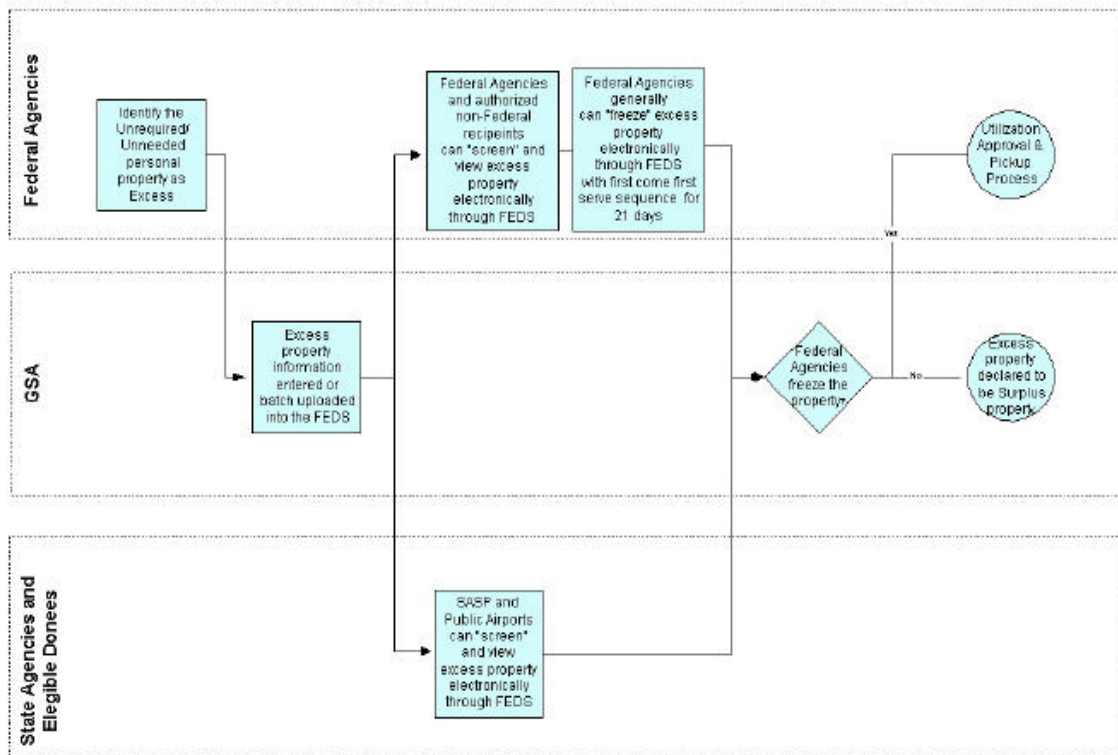 Federal Agencies
Identify the
Unrequired/
Unneeded
personal
property as
Excess
Federal Agencies
and authorized
non-Federal
recipeints
can "screen" and
view excess
property
electronically
through FEDS
Federal Agencies
generally
can "freeze" excess
property
electronically
through FEDS
with first come first
serve sequence for
21 days
Utilization
Approval &
Pickup
Process
Yes
GSA
Excess
property
information
entered or
batch uploaded
into the FEDS
Federal
Agencies
freeze the
property?
No
Excess
property
declared to
be Surplus
property
State Agencies and
Elegible Donees
SASP and
Public Airports
can "screen"
and view
excess property
electronically
through FEDS